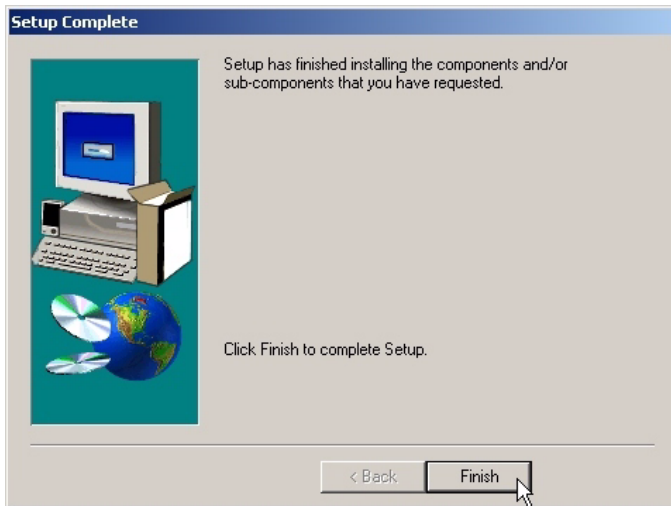 Setup Complete
Setup has finished installing the components and/or
sub-components that you have requested.
Click Finish to complete Setup.
< Back
Finish